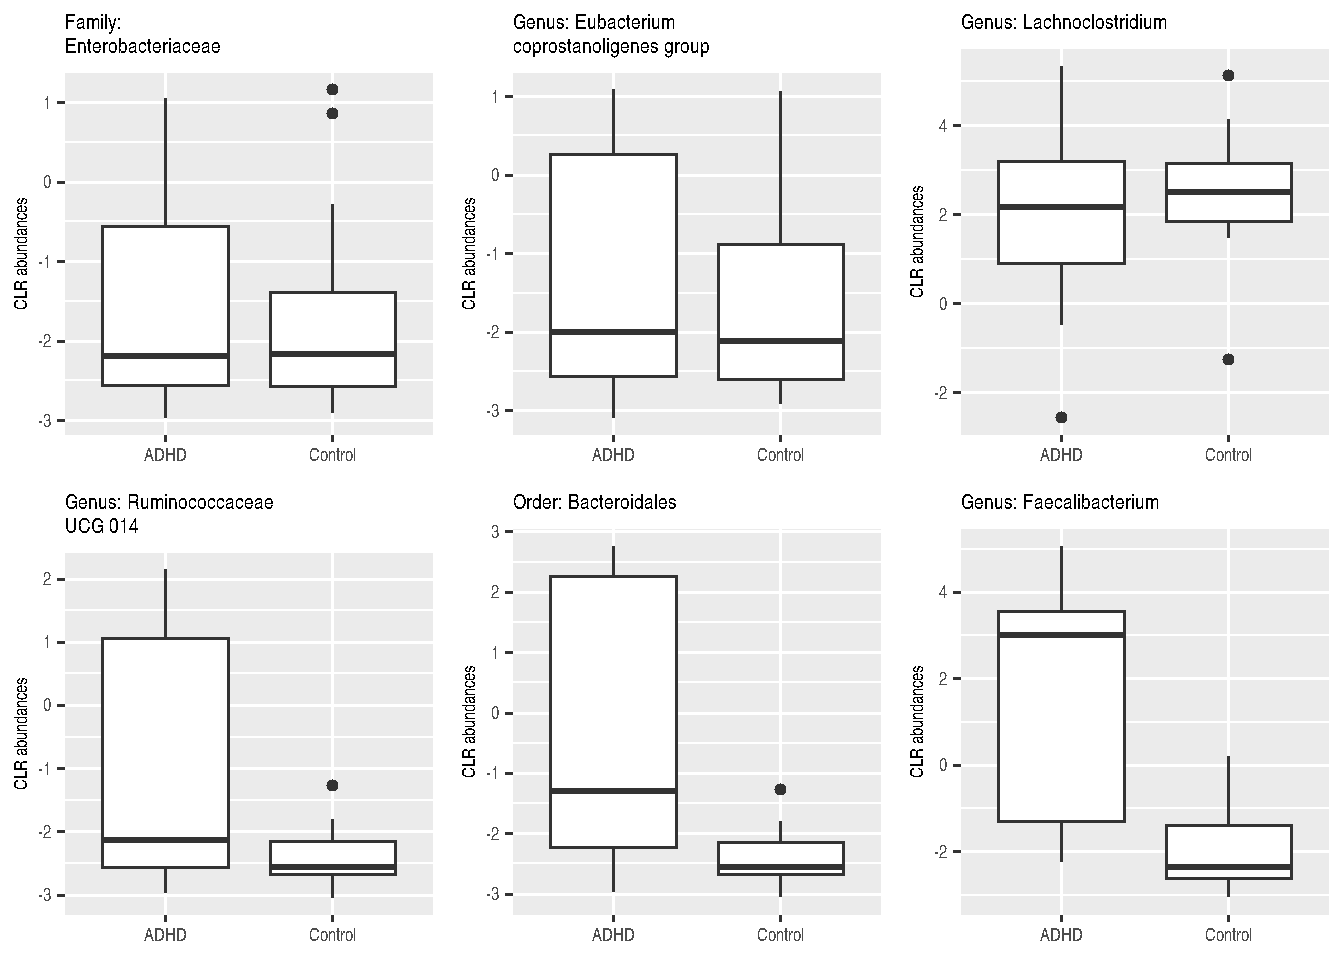 Family:
Enterobacteriaceae
CLR abundances
1
0
-1
-2
-3
ADHD
Control
Genus: Eubacterium
coprostanoligenes group
CLR abundances
1
0
-1
-2
-3
ADHD
Control
Genus: Lachnoclostridium
CLR abundances
4
2
0
-2
ADHD
Control
Genus: Ruminococcaceae
UCG 014
CLR abundances
2
1
0
-1
-2
-3
ADHD
Control
Order: Bacteroidales
CLR abundances
3
2
1
0
-1
-2
-3
ADHD
Control
Genus: Faecalibacterium
CLR abundances
4
2
0
-2
ADHD
Control